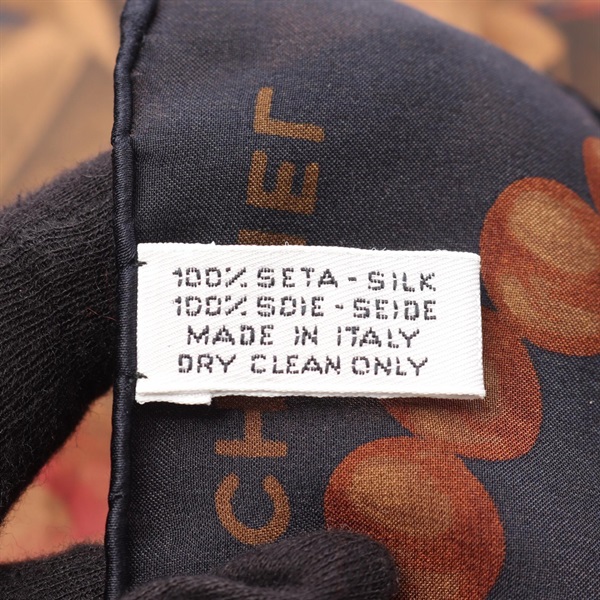 100% SETA - SILK
100% SOIE - SEIDE
MADE IN ITALY
DRY CLEAN ONLY